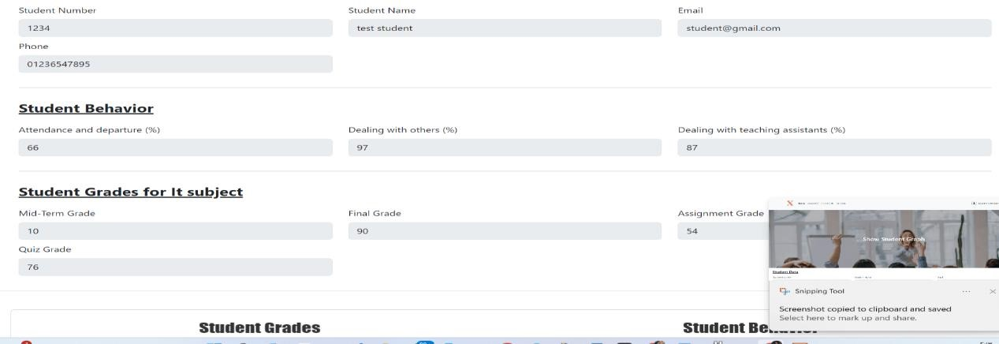 Student Number Student Name Email
1234 test student student@gmail.com
Phone
01236547895
Student Behavior
Attendance and departure (%) Dealing with others (%) Dealing with teaching assistants (%)
66 97 87
Student Grades for It subject
Mid-Term Grade Final Grade Assignment Grade
10 90 54
Quiz Grade
76
Show Student Graph
Student Data
Snipping Tool
Screenshot copied to clipboard and saved
Select here to mark up and share.
Student Grades Student